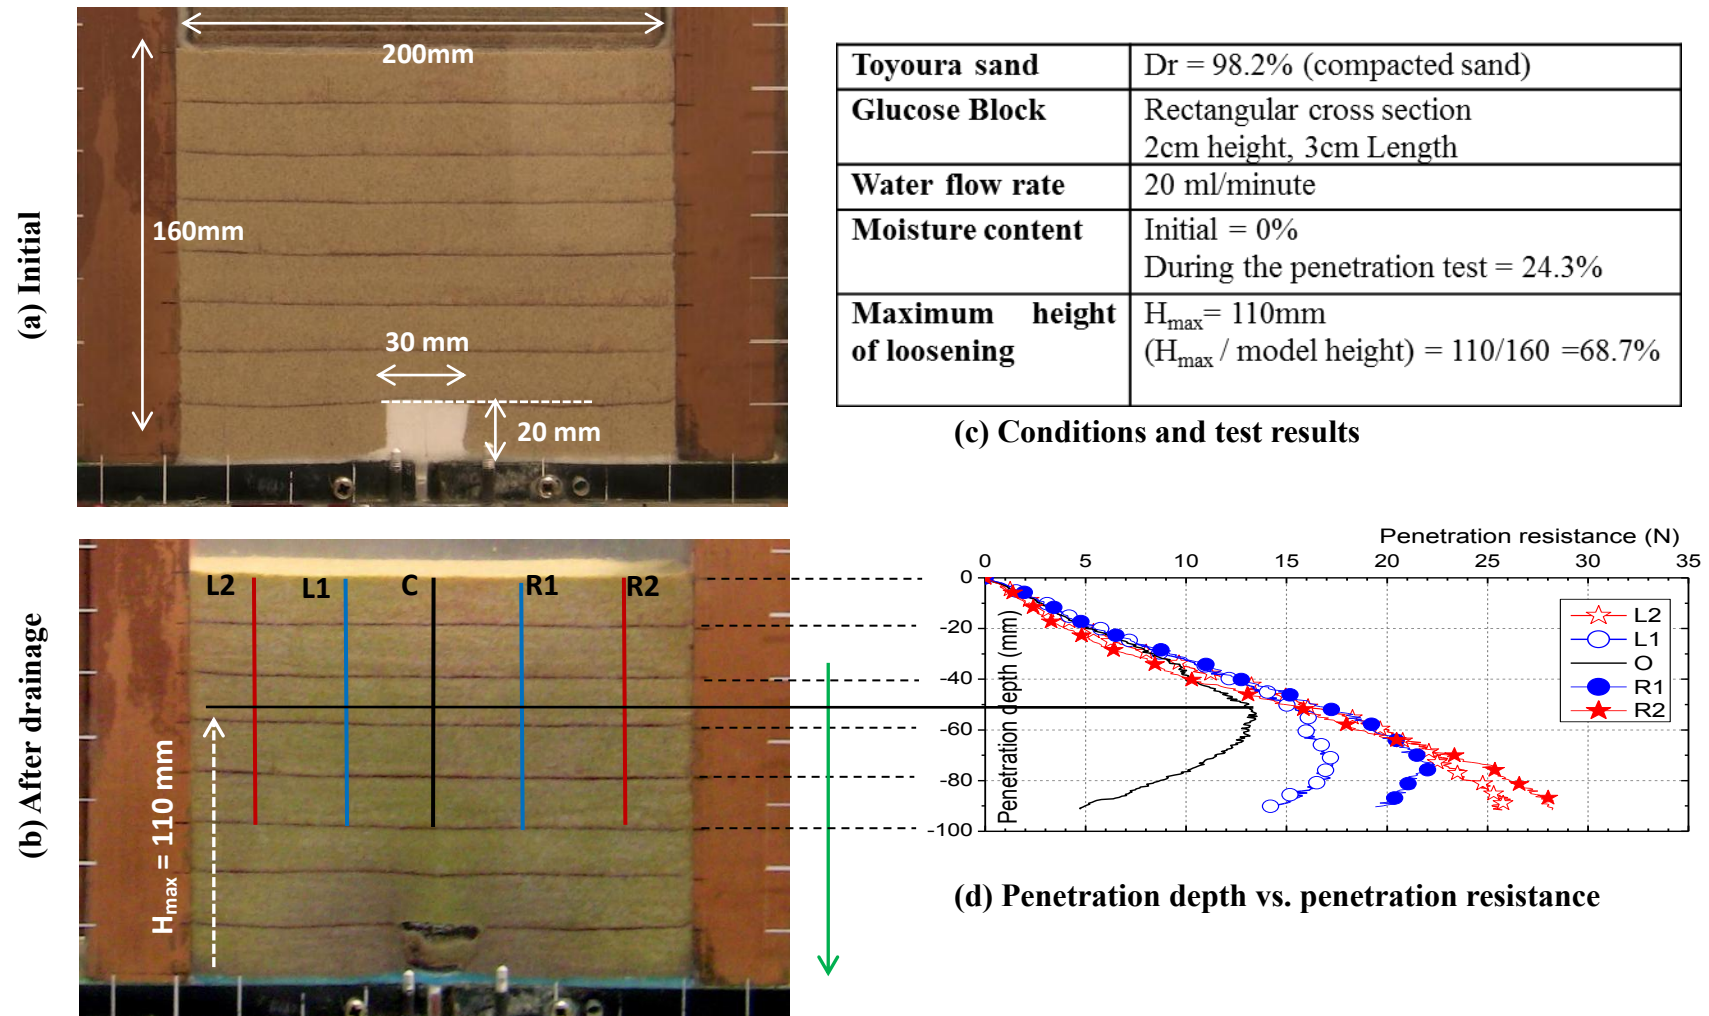 (a) Initial
200mm
160mm
30 mm
20 mm
Toyoura sand
Dr = 98.2% (compacted sand)
Glucose Block
Rectangular cross section
2cm height, 3cm Length
Water flow rate
20 ml/minute
Moisture content
Initial = 0%
During the penetration test = 24.3%
Maximum height
of loosening
Hmax= 110mm
(Hmax / model height) = 110/160 =68.7%
(c) Conditions and test results
(b) After drainage
L2 L1 C R1 R2
Hmax = 110 mm
Penetration resistance (N)
0 5 10 15 20 25 30 35
0
-20
-40
-60
-80
-100
Penetration depth (mm)
L2
L1
O
R1
R2
(d) Penetration depth vs. penetration resistance